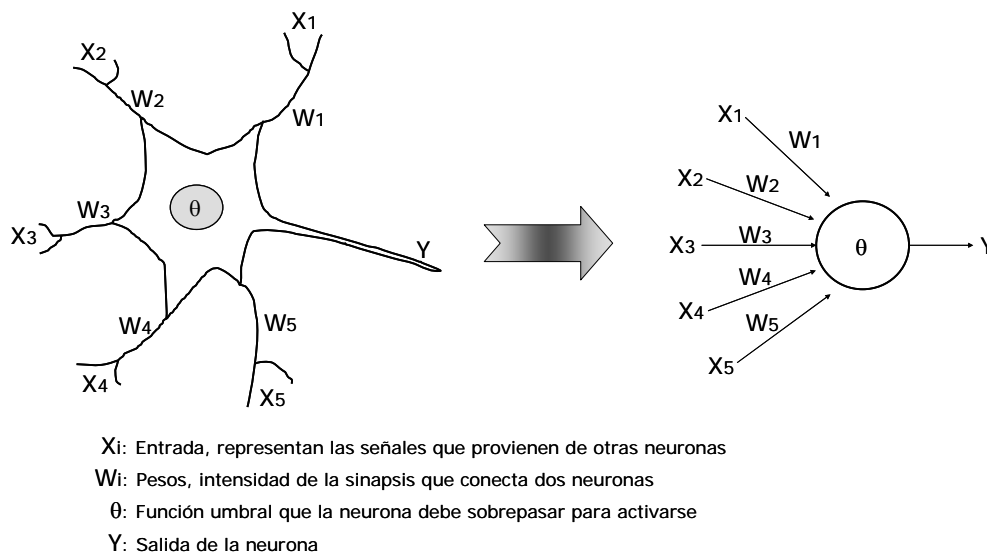 X1
X2
W2
W1
θ
W3
X3
Y
W4
W5
X4
X5
X1
W1
X2
W2
X3
W3
θ
Y
W4
X4
W5
X5
Xi: Entrada, representan las señales que provienen de otras neuronas
Wi: Pesos, intensidad de la sinapsis que conecta dos neuronas
θ: Función umbral que la neurona debe sobrepasar para activarse
Y: Salida de la neurona